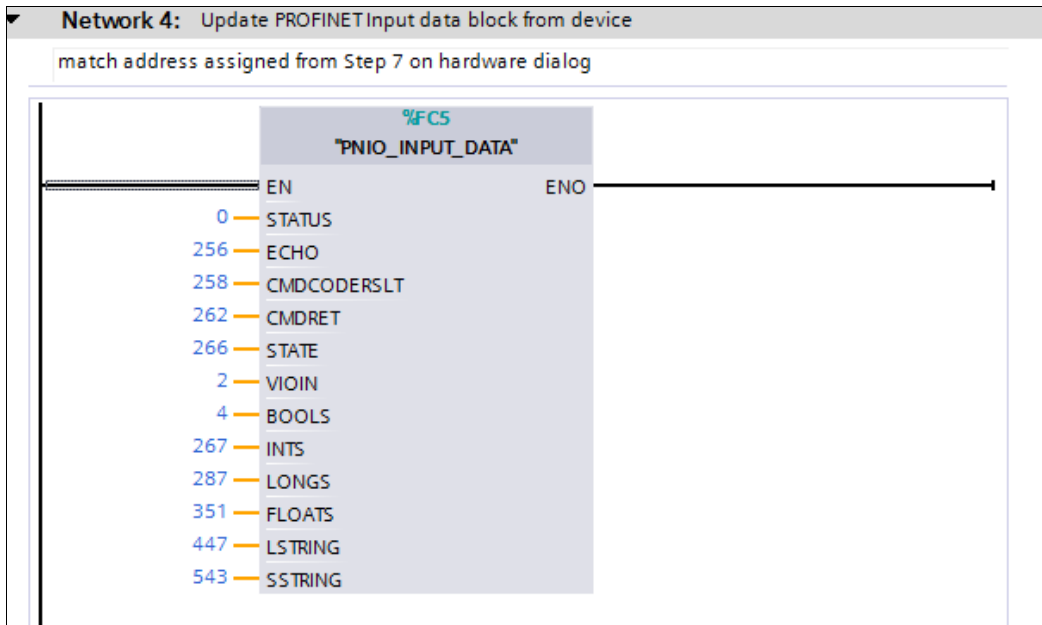 Network 4: Update PROFINET Input data block from device
match address assigned from Step 7 on hardware dialog
%FC5
"PNIO_INPUT_DATA"
EN ENO
0 STATUS
256 ECHO
258 CMDCODERSLT
262 CMDRET
266 STATE
2 VIOIN
4 BOOLS
267 INTS
287 LONGS
351 FLOATS
447 LSTRING
543 SSTRING